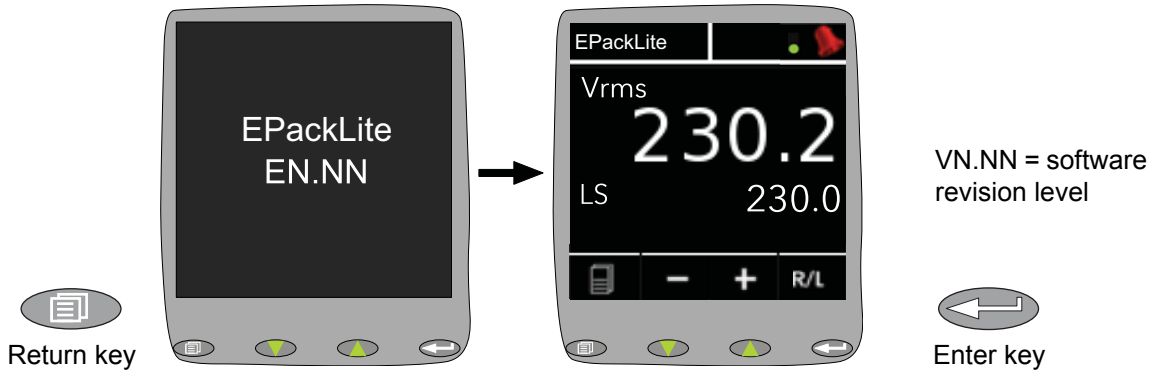 EPackLite
EN.NN
EPackLite
Vrms
230.2
LS 230.0
- + R/L
VN.NN = software
revision level
Return key
Enter key